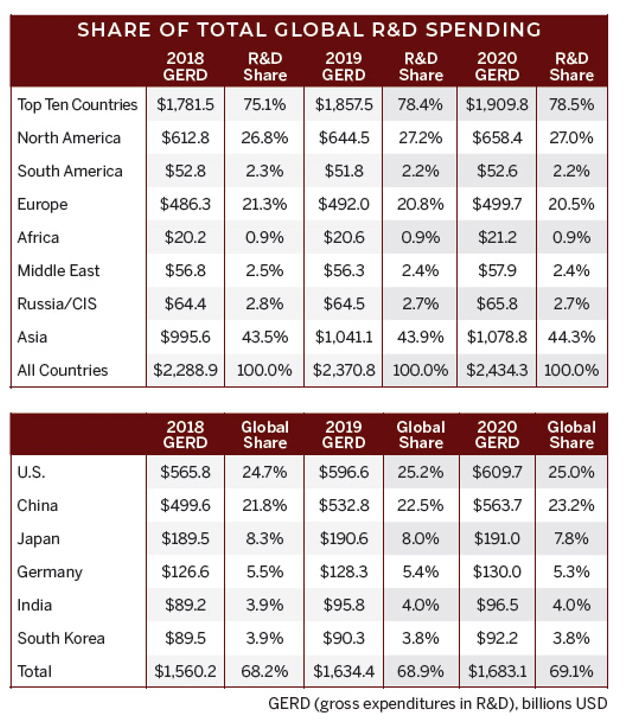 SHARE OF TOTAL GLOBAL R&D SPENDING
2018 GERD R&D Share 2019 GERD R&D Share 2020 GERD R&D Share
Top Ten Countries $1,781.5 75.1% $1,857.5 78.4% $1,909.8 78.5%
North America $612.8 26.8% $644.5 27.2% $658.4 27.0%
South America $52.8 2.3% $51.8 2.2% $52.6 2.2%
Europe $486.3 21.3% $492.0 20.8% $499.7 20.5%
Africa $20.2 0.9% $20.6 0.9% $21.2 0.9%
Middle East $56.8 2.5% $56.3 2.4% $57.9 2.4%
Russia/CIS $64.4 2.8% $64.5 2.7% $65.8 2.7%
Asia $995.6 43.5% $1,041.1 43.9% $1,078.8 44.3%
All Countries $2,288.9 100.0% $2,370.8 100.0% $2,434.3 100.0%
2018 GERD Global Share 2019 GERD Global Share 2020 GERD Global Share
U.S. $565.8 24.7% $596.6 25.2% $609.7 25.0%
China $499.6 21.8% $532.8 22.5% $563.7 23.2%
Japan $189.5 8.3% $190.6 8.0% $191.0 7.8%
Germany $126.6 5.5% $128.3 5.4% $130.0 5.3%
India $89.2 3.9% $95.8 4.0% $96.5 4.0%
South Korea $89.5 3.9% $90.3 3.8% $92.2 3.8%
Total $1,560.2 68.2% $1,634.4 68.9% $1,683.1 69.1%
GERD (gross expenditures in R&D), billions USD